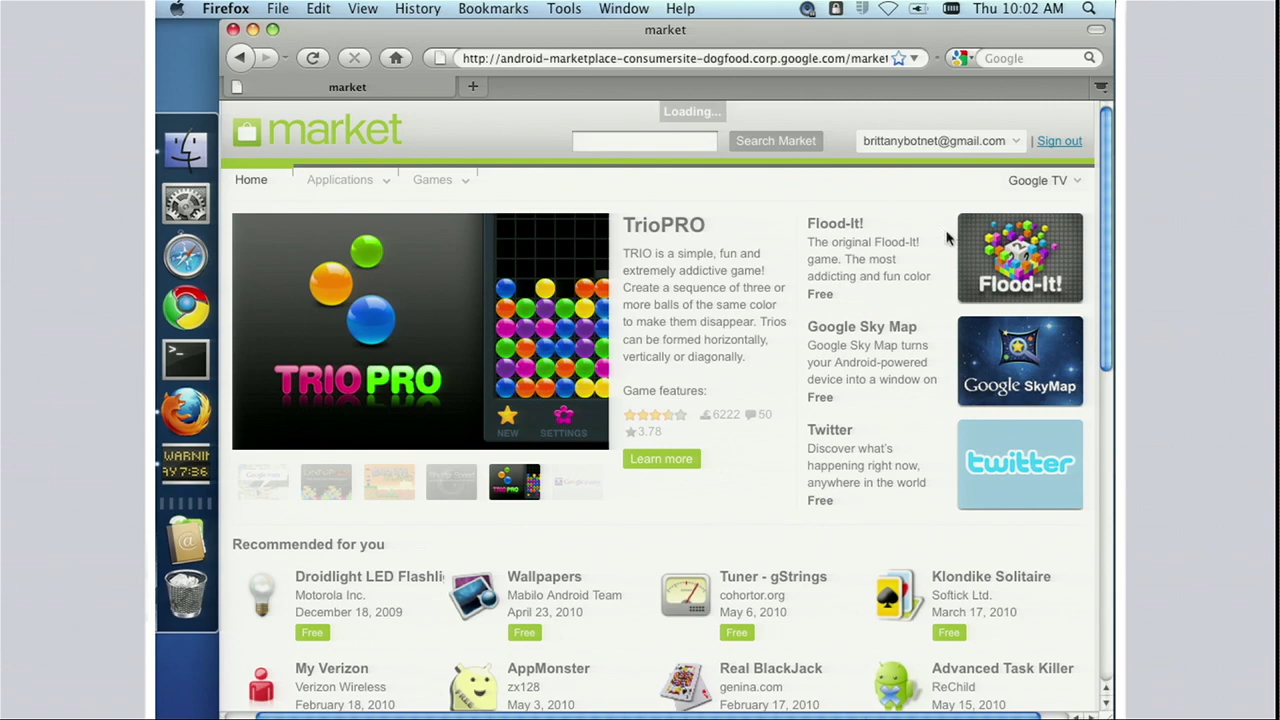 Firefox File Edit View History Bookmarks Tools Window Help Thu 10:02 AM
market
http://android-marketplace-consumersite-dogfood.corp.google.com/market
Google
market
Loading...
market
Search Market
brittanybotnet@gmail.com
Sign out
Home
Applications
Games
Google TV
TRIO PRO
NEW
SETTINGS
TrioPRO
TRIO is a simple, fun and
extremely addictive game!
Create a sequence of three or
more balls of the same color
to make them disappear. Trios
can be formed horizontally,
vertically or diagonally.
Game features:
6222 50
3.78
Learn more
Flood-It!
The original Flood-It!
game. The most
addicting and fun color
Free
Flood-It!
Google Sky Map
Google Sky Map turns
your Android-powered
device into a window on
Free
Google SkyMap
Twitter
Discover what's
happening right now,
anywhere in the world
Free
twitter
WARNIN
AY 7:36
Recommended for you
Droidlight LED Flashli
Motorola Inc.
December 18, 2009
Free
Wallpapers
Mabilo Android Team
April 23, 2010
Free
Tuner - gStrings
cohortor.org
May 6, 2010
Free
Klondike Solitaire
Softick Ltd.
March 17, 2010
Free
My Verizon
Verizon Wireless
February 18, 2010
AppMonster
zx128
May 3, 2010
FREE
Real BlackJack
genina.com
February 17, 2010
Advanced Task Killer
ReChild
May 15, 2010